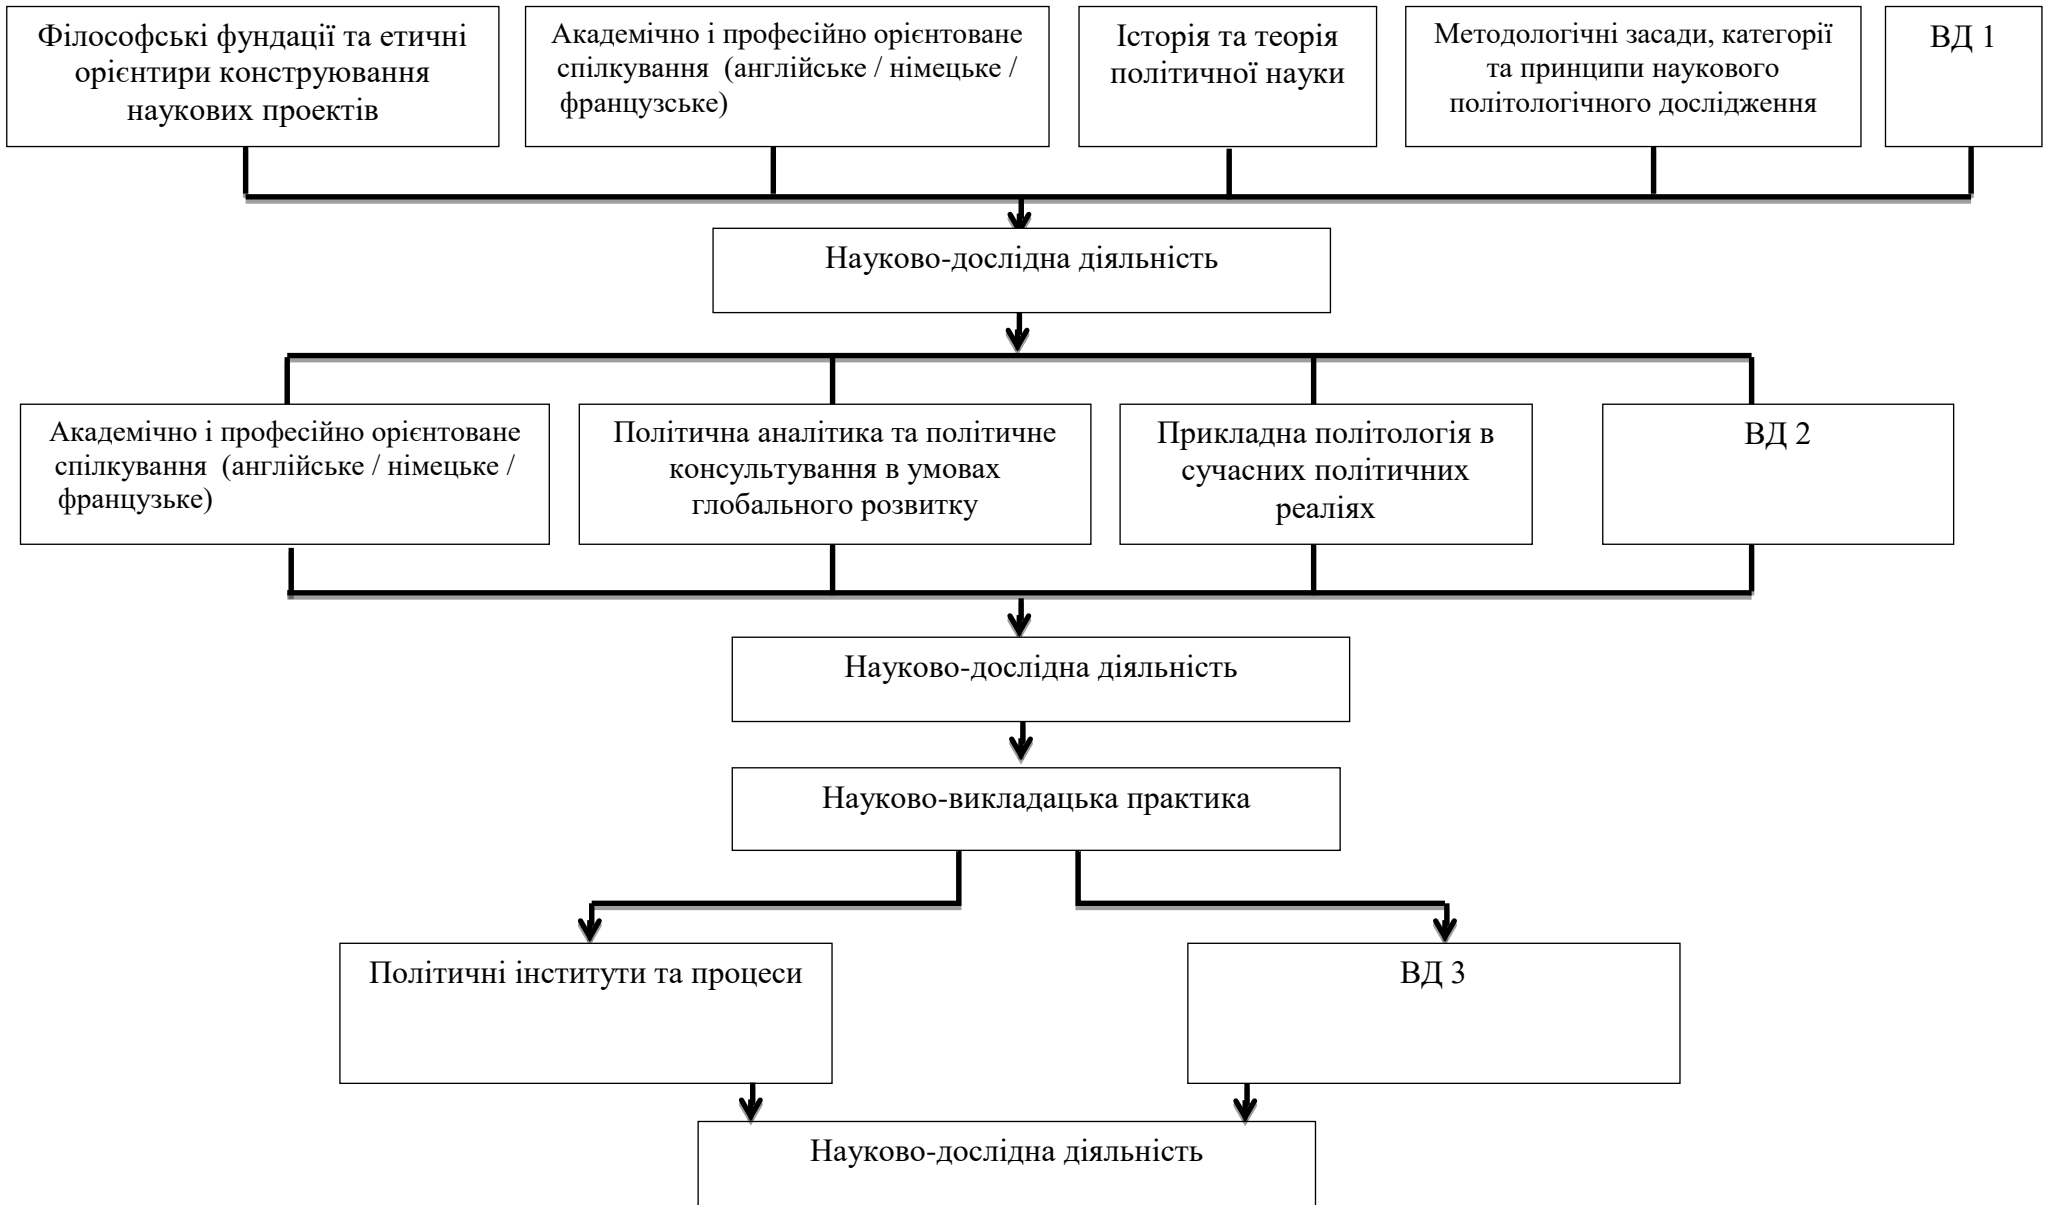 Філософські фундації та етичні
орієнтири конструювання
наукових проектів
Академічно і професійно орієнтоване
спілкування (англійське / німецьке /
французське)
Історія та теорія
політичної науки
Методологічні засади, категорії
та принципи наукового
політологічного дослідження
ВД 1
Науково-дослідна діяльність
Академічно і професійно орієнтоване
спілкування (англійське / німецьке /
французьке)
Політична аналітика та політичне
консультування в умовах
глобального розвитку
Прикладна політологія в
сучасних політичних
реаліях
ВД 2
Науково-дослідна діяльність
Науково-викладацька практика
Політичні інститути та процеси
ВД 3
Науково-дослідна діяльність